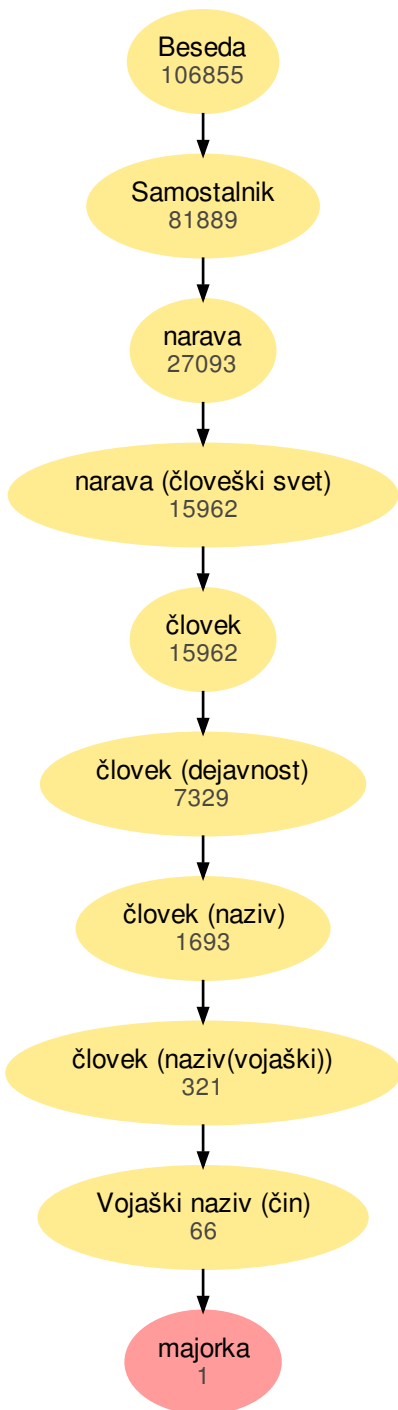 Beseda
106855
Samostalnik
81889
narava
27093
narava (človeški svet)
15962
človek
15962
človek (dejavnost)
7329
človek (naziv)
1693
človek (naziv(vojaški))
321
Vojaški naziv (čin)
66
majorka
1